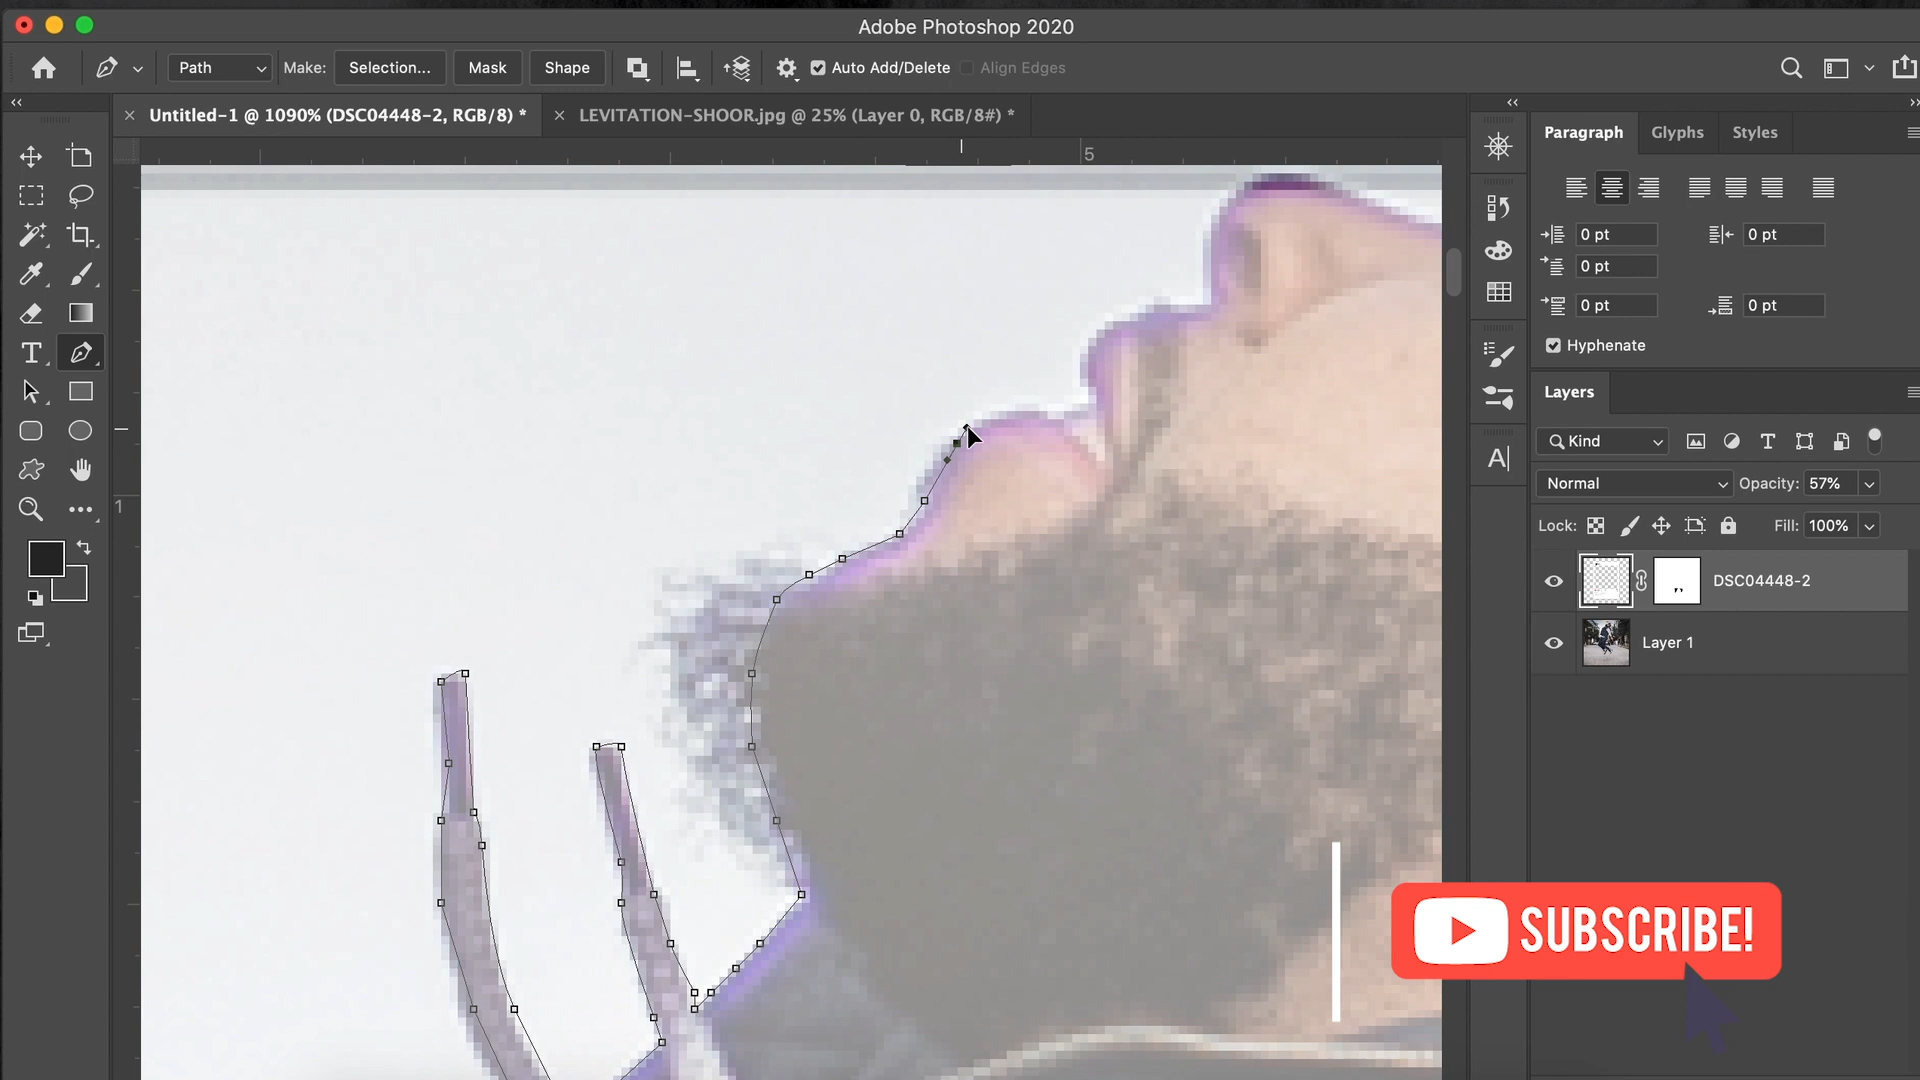 Adobe Photoshop 2020
Path
Make:
Selection...
Mask
Shape
Auto Add/Delete
Align Edges
Untitled-1 @ 1090% (DSC04448-2, RGB/8) *
LEVITATION-SHOOR.jpg @ 25% (Layer 0, RGB/8#) *
5
1
Paragraph
Glyphs
Styles
0 pt
0 pt
0 pt
0 pt
0 pt
Hyphenate
Layers
Kind
Normal
Opacity: 57%
Lock:
Fill: 100%
DSC04448-2
Layer 1
SUBSCRIBE!